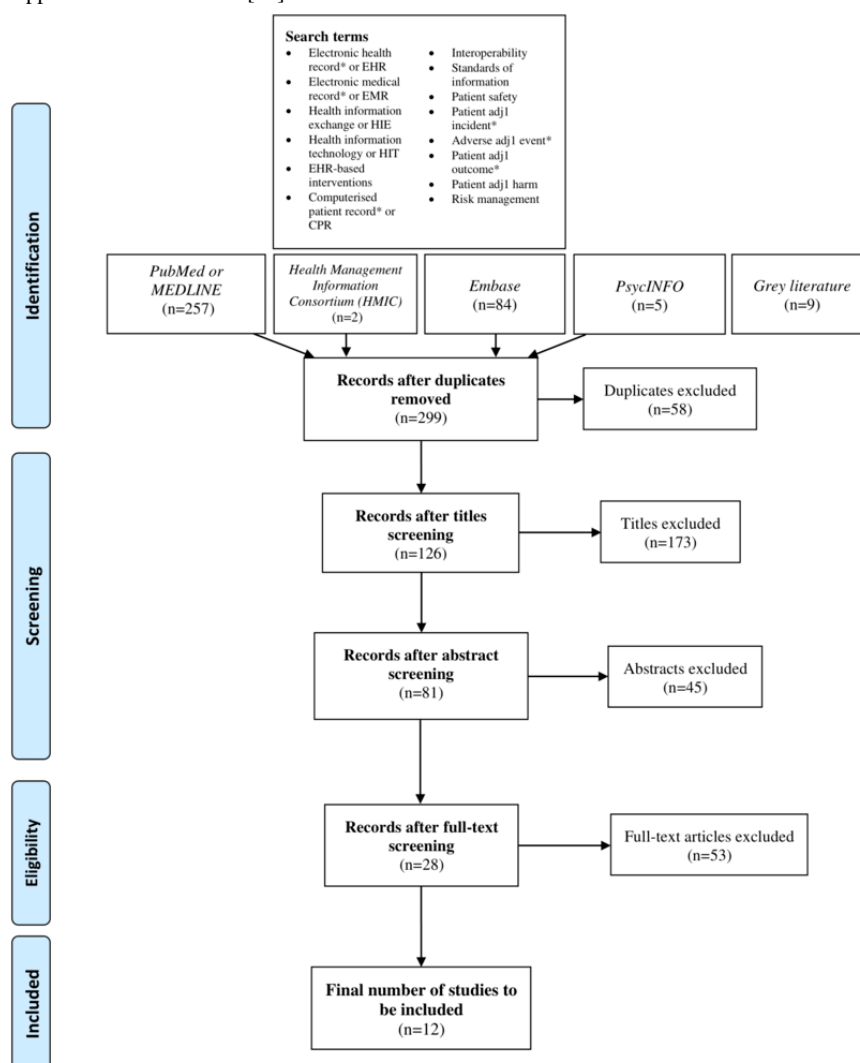 Search terms
• Electronic health
record* or EHR
• Electronic medical
record* or EMR
• Health information
exchange or HIE
• Health information
technology or HIT
• EHR-based
interventions
• Computerised
patient record* or
CPR
• Interoperability
• Standards of
information
• Patient safety
• Patient adj1
incident*
• Adverse adj1 event*
• Patient adj1
outcome*
• Patient adj1 harm
• Risk management
Identification
PubMed or
MEDLINE
(n=257)
Health Management
Information
Consortium (HMIC)
(n=2)
Embase
(n=84)
PsycINFO
(n=5)
Grey literature
(n=9)
Records after duplicates
removed
(n=299)
Duplicates excluded
(n=58)
Screening
Records after titles
screening
(n=126)
Titles excluded
(n=173)
Records after abstract
screening
(n=81)
Abstracts excluded
(n=45)
Eligibility
Records after full-text
screening
(n=28)
Full-text articles excluded
(n=53)
Included
Final number of studies to
be included
(n=12)